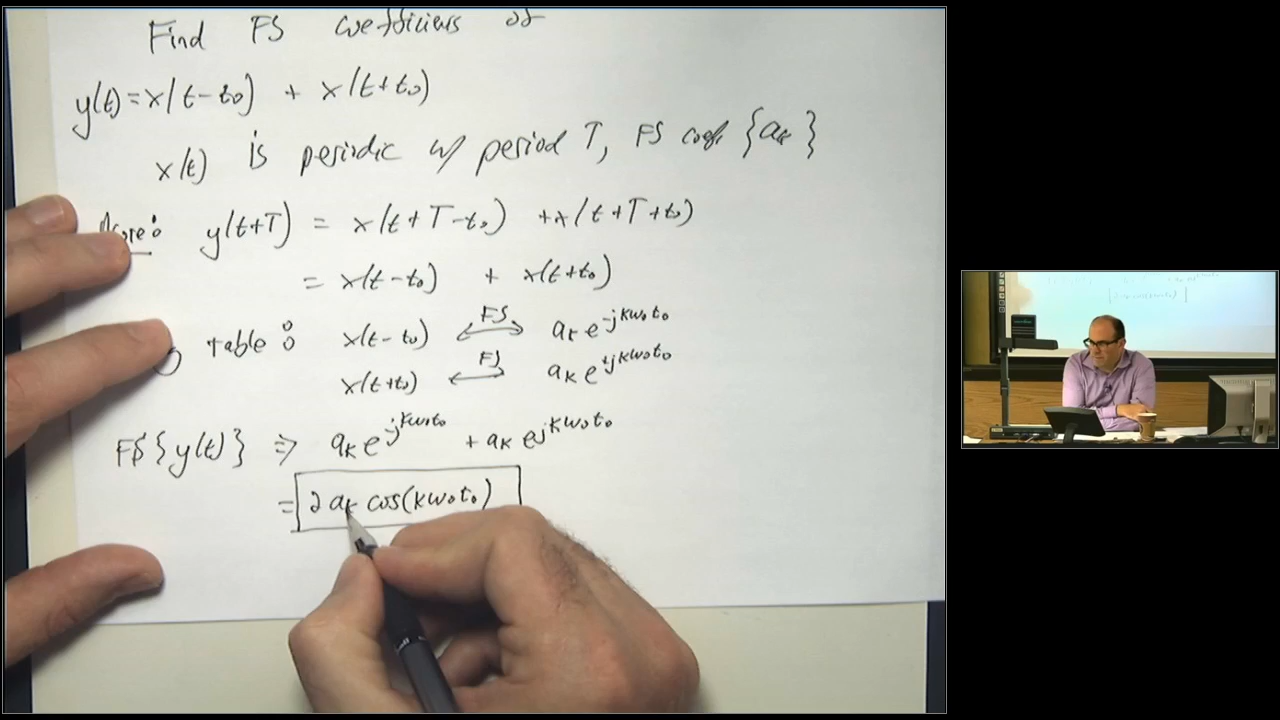 Find FS coefficients of
y(t)=x(t-t₀) + x(t+t₀)
x(t) is periodic w/ period T, FS coef. {aₖ}
y(t+T) = x(t+T-t₀) +x(t+T+t₀)
= x(t-t₀) + x(t+t₀)
Table: x(t-t₀) ⟷ FS aₖ e^{-jkω₀t₀}
x(t+t₀) ⟷ FS aₖ e^{+jkω₀t₀}
FS{y(t)} ⇒ aₖ e^{-jkω₀t₀} + aₖ e^{jkω₀t₀}
= 2 aₖ cos(kω₀t₀)